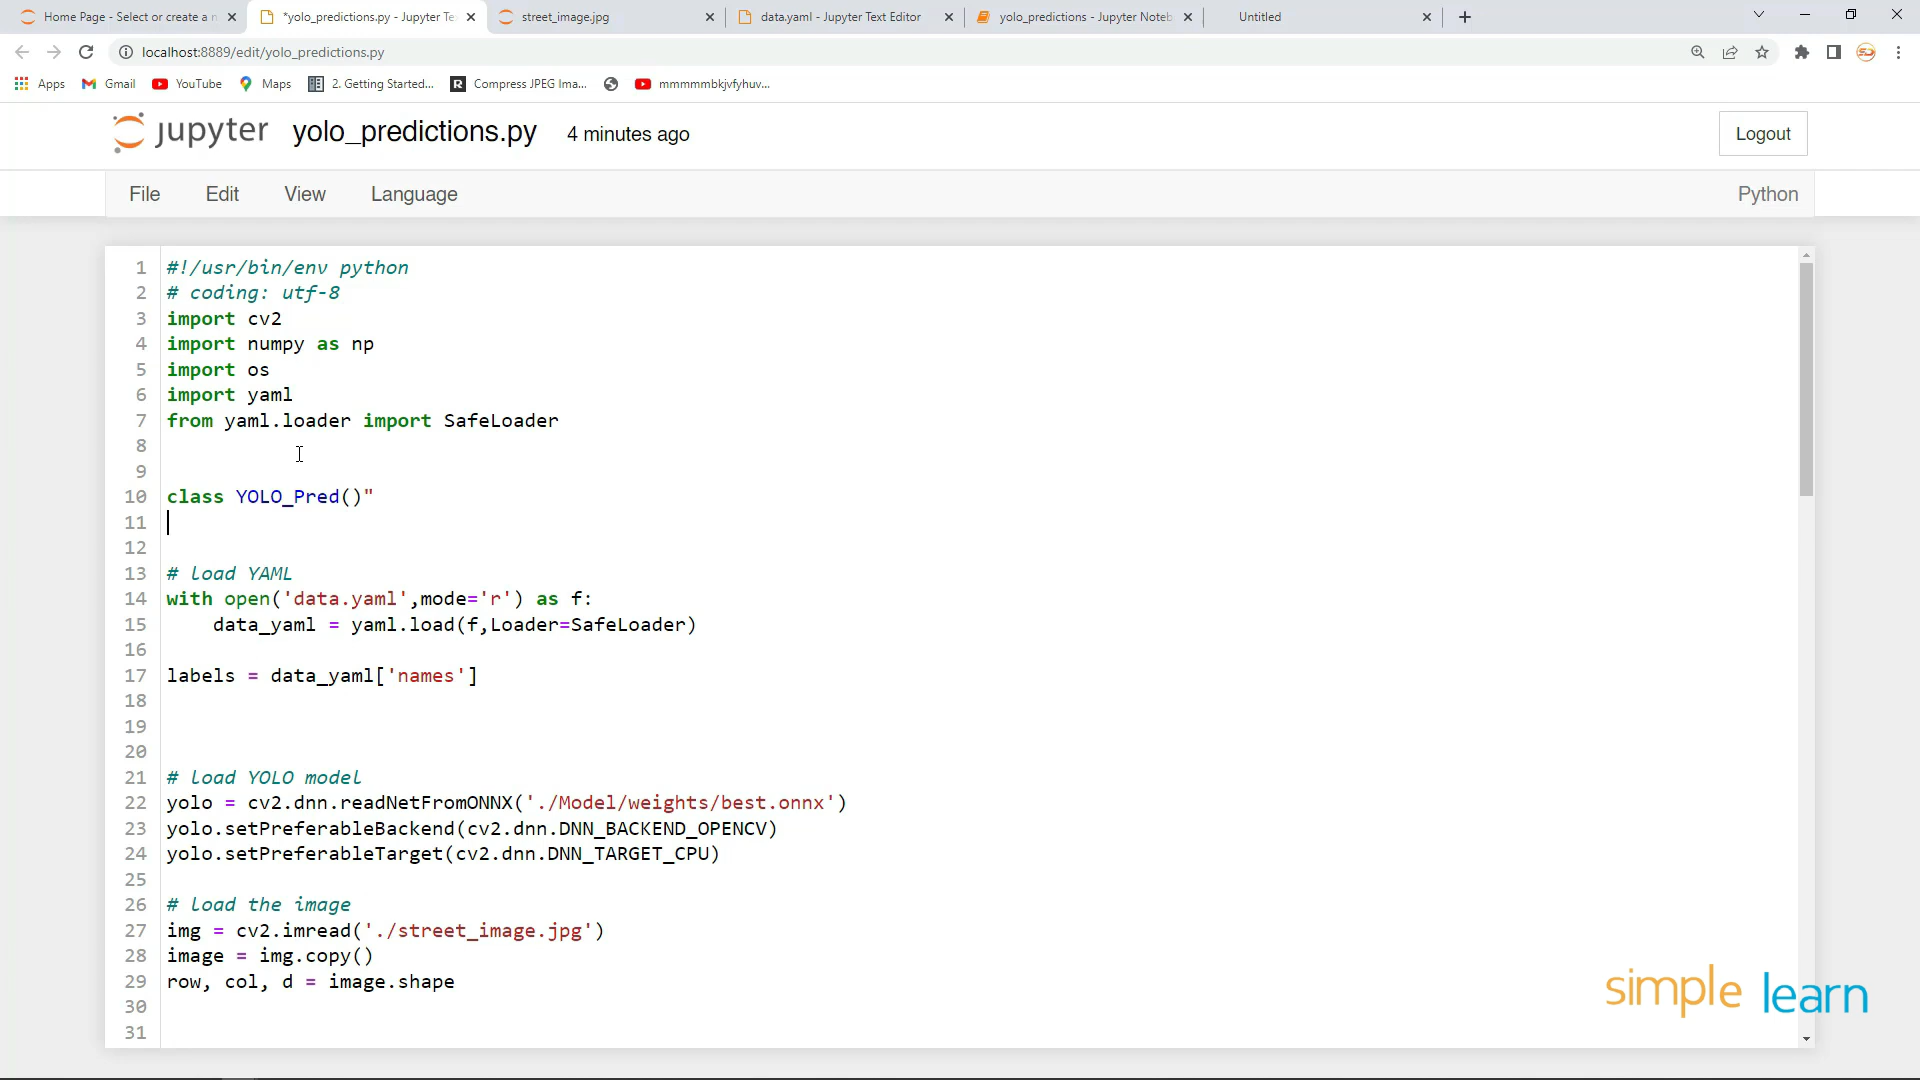 Home Page - Select or create a n
*yolo_predictions.py - Jupyter Te
street_image.jpg
data.yaml - Jupyter Text Editor
yolo_predictions - Jupyter Noteb
Untitled
localhost:8889/edit/yolo_predictions.py
Apps
Gmail
YouTube
Maps
2. Getting Started...
R
Compress JPEG Ima...
mmmmmbkjvfyhuv...
jupyter
yolo_predictions.py
4 minutes ago
Logout
File
Edit
View
Language
Python
1 #!/usr/bin/env python
2 # coding: utf-8
3 import cv2
4 import numpy as np
5 import os
6 import yaml
7 from yaml.loader import SafeLoader
8
9
10 class YOLO_Pred()"
11
12
13 # load YAML
14 with open('data.yaml',mode='r') as f:
15     data_yaml = yaml.load(f,Loader=SafeLoader)
16
17 labels = data_yaml['names']
18
19
20
21 # load YOLO model
22 yolo = cv2.dnn.readNetFromONNX('./Model/weights/best.onnx')
23 yolo.setPreferableBackend(cv2.dnn.DNN_BACKEND_OPENCV)
24 yolo.setPreferableTarget(cv2.dnn.DNN_TARGET_CPU)
25
26 # load the image
27 img = cv2.imread('./street_image.jpg')
28 image = img.copy()
29 row, col, d = image.shape
30
31
simple learn